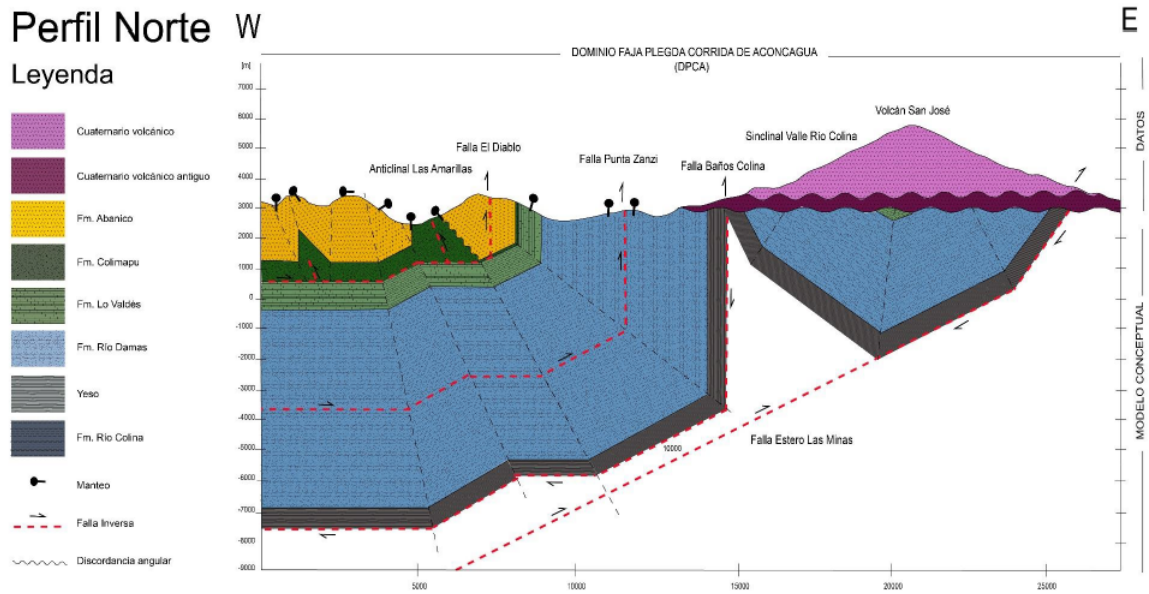 Perfil Norte
W
E
Leyenda
DOMINIO FAJA PLEGDA CORRIDA DE ACONCAGUA
(DPCA)
[m]
7000
6000
5000
4000
3000
2000
1000
0
-1000
-2000
-3000
-4000
-5000
-6000
-7000
-8000
-9000
Cuaternario volcánico
Cuaternario volcánico antiguo
Fm. Abanico
Fm. Colimapu
Fm. Lo Valdés
Fm. Río Damas
Yeso
Fm. Río Colina
Manteo
Falla Inversa
Discordancia angular
Anticlinal Las Amarillas
Falla El Diablo
Falla Punta Zanzi
Falla Baños Colina
Sinclinal Valle Río Colina
Volcán San José
Falla Estero Las Minas
10000
DATOS
MODELO CONCEPTUAL
5000
10000
15000
20000
25000